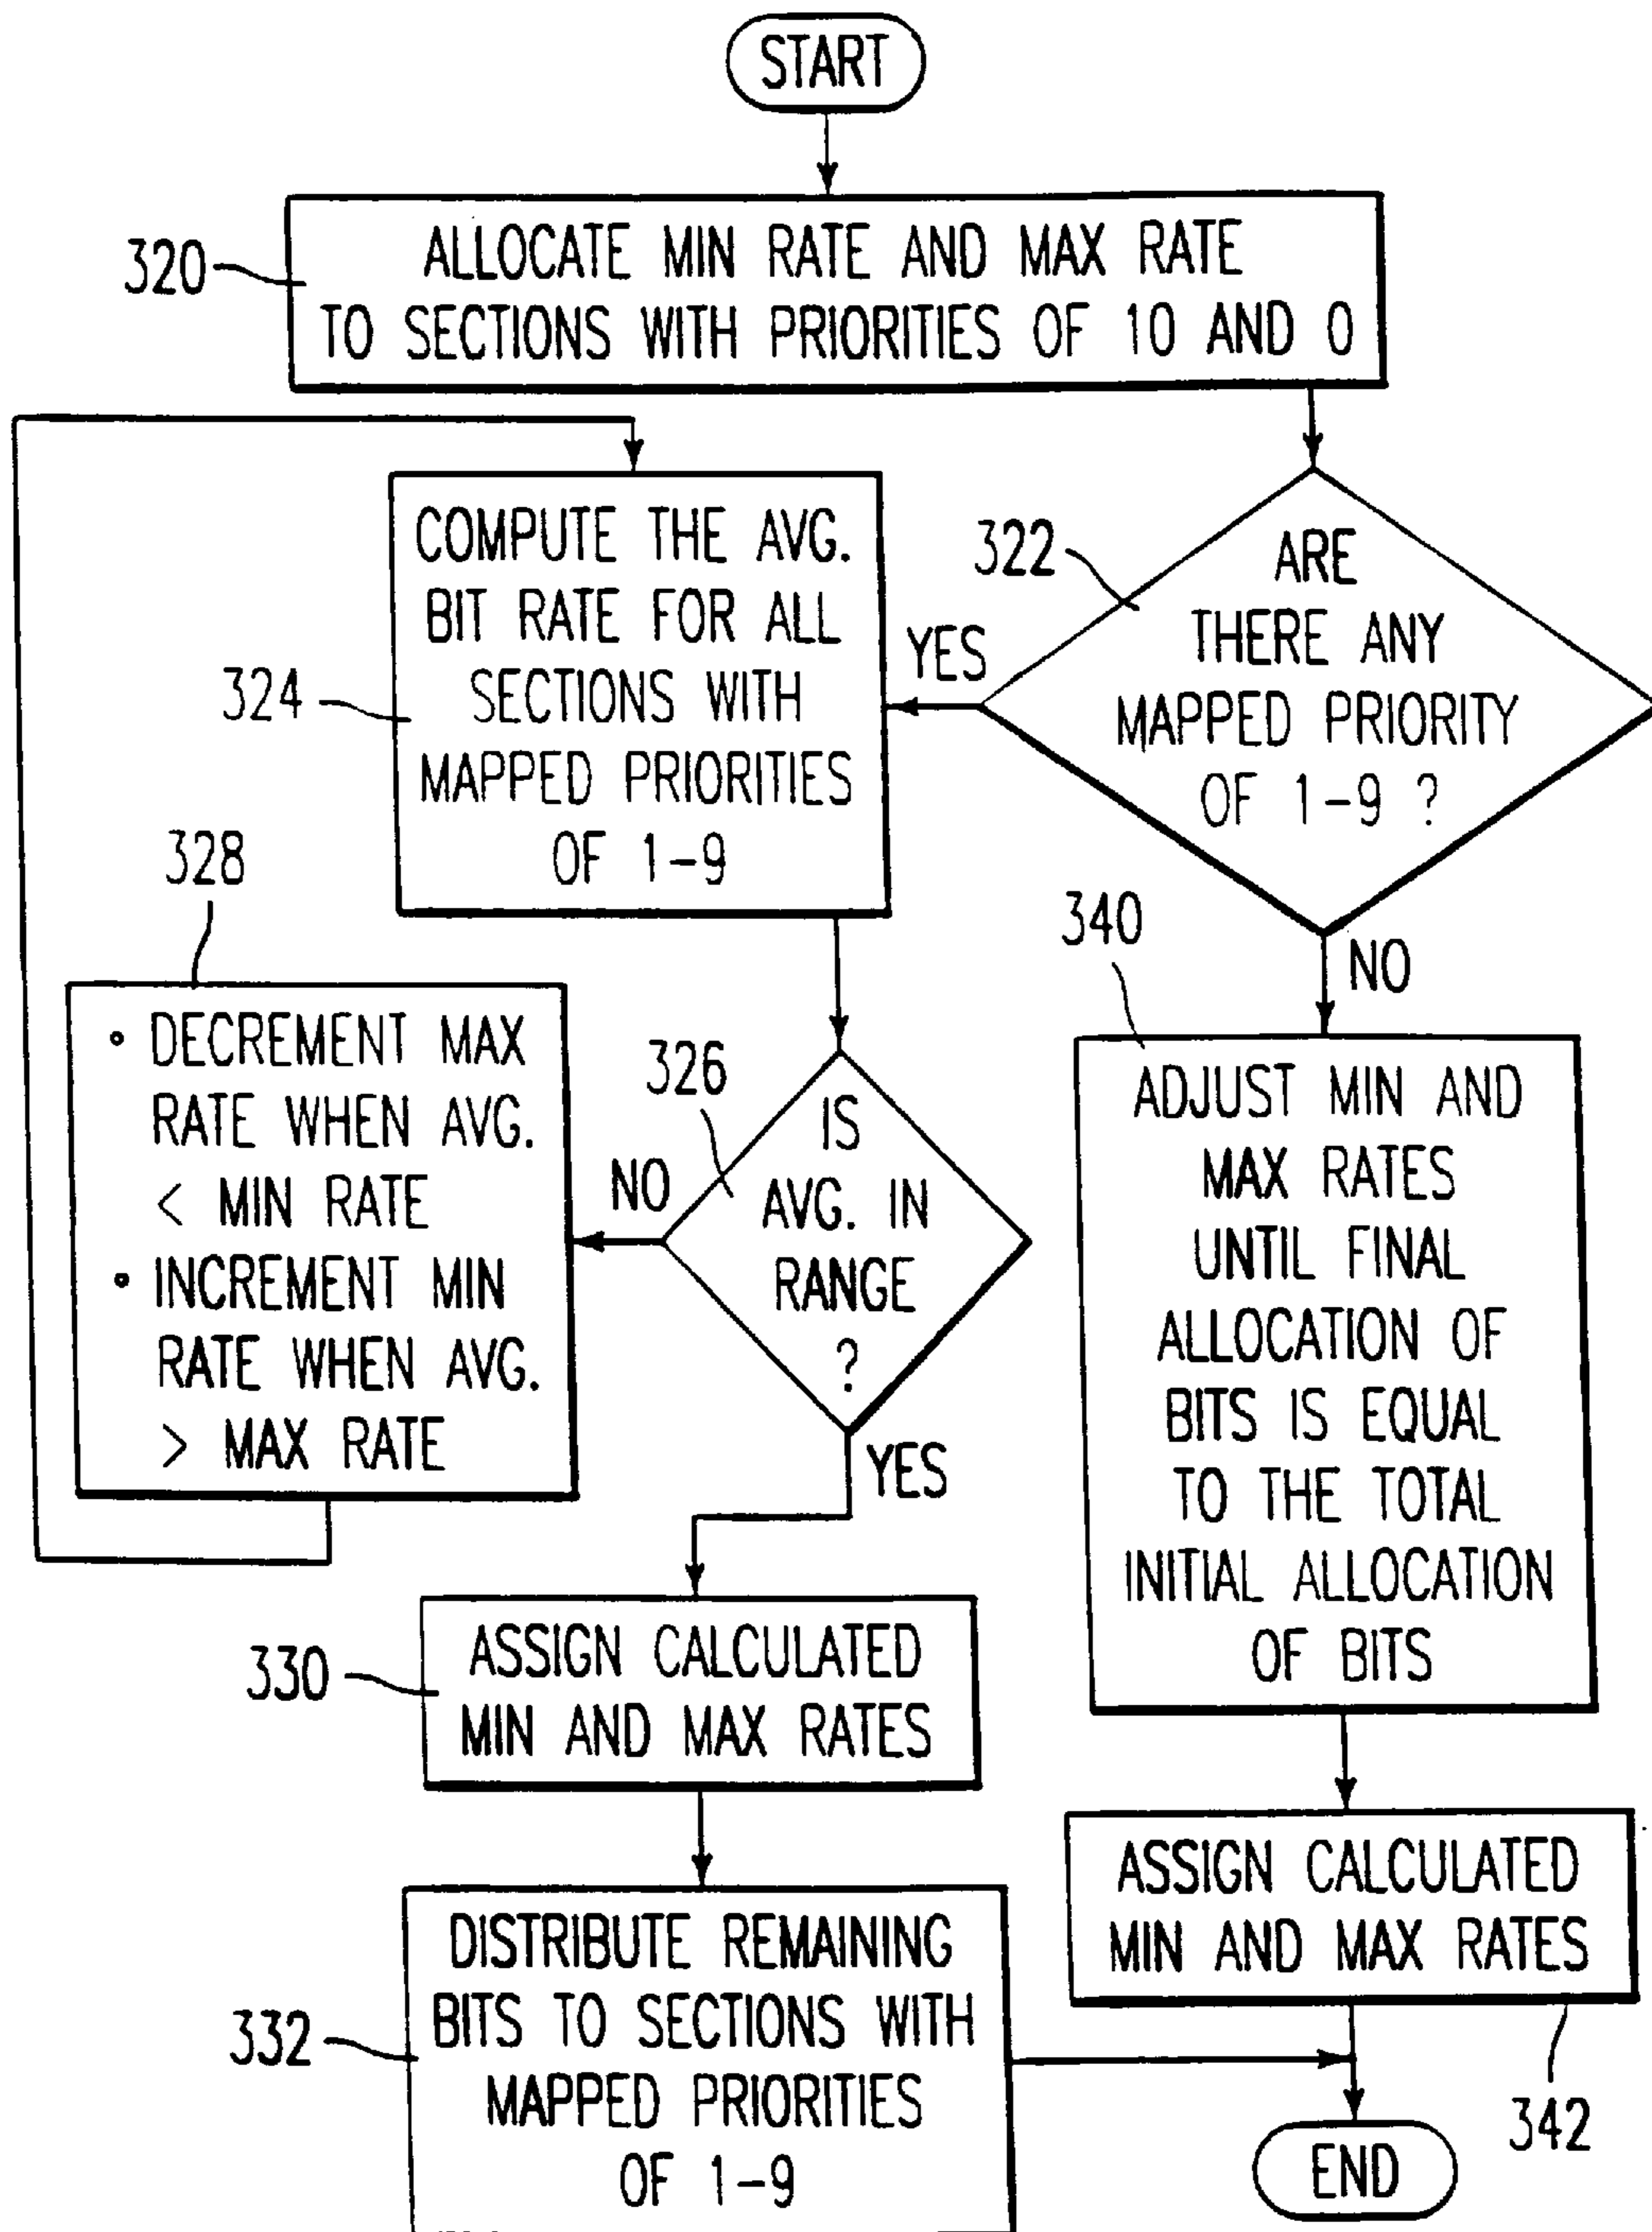 START
320
ALLOCATE MIN RATE AND MAX RATE
TO SECTIONS WITH PRIORITIES OF 10 AND 0
322
ARE
THERE ANY
MAPPED PRIORITY
OF 1-9 ?
YES
324
COMPUTE THE AVG.
BIT RATE FOR ALL
SECTIONS WITH
MAPPED PRIORITIES
OF 1-9
328
• DECREMENT MAX
RATE WHEN AVG.
< MIN RATE
• INCREMENT MIN
RATE WHEN AVG.
> MAX RATE
326
IS
AVG. IN
RANGE
?
NO
YES
340
NO
ADJUST MIN AND
MAX RATES
UNTIL FINAL
ALLOCATION OF
BITS IS EQUAL
TO THE TOTAL
INITIAL ALLOCATION
OF BITS
330
ASSIGN CALCULATED
MIN AND MAX RATES
ASSIGN CALCULATED
MIN AND MAX RATES
342
332
DISTRIBUTE REMAINING
BITS TO SECTIONS WITH
MAPPED PRIORITIES
OF 1-9
END